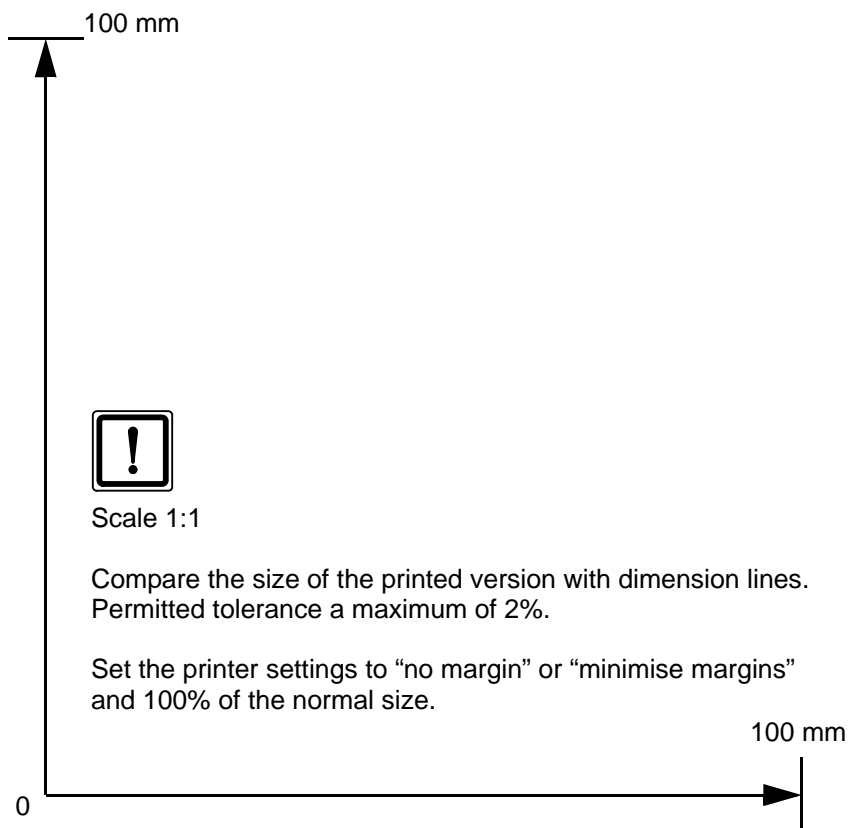 100 mm
!
Scale 1:1
Compare the size of the printed version with dimension lines.
Permitted tolerance a maximum of 2%.
Set the printer settings to “no margin” or “minimise margins”
and 100% of the normal size.
100 mm
0